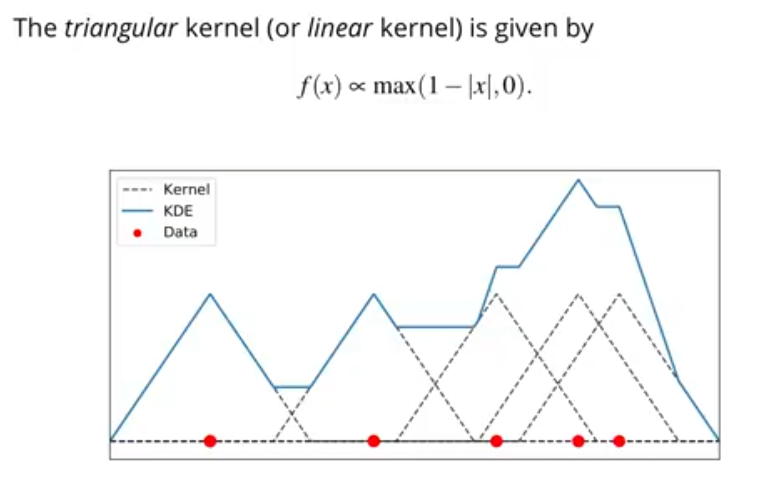 The triangular kernel (or linear kernel) is given by
f(x) ∝ max(1 − |x|,0).
Kernel
KDE
Data